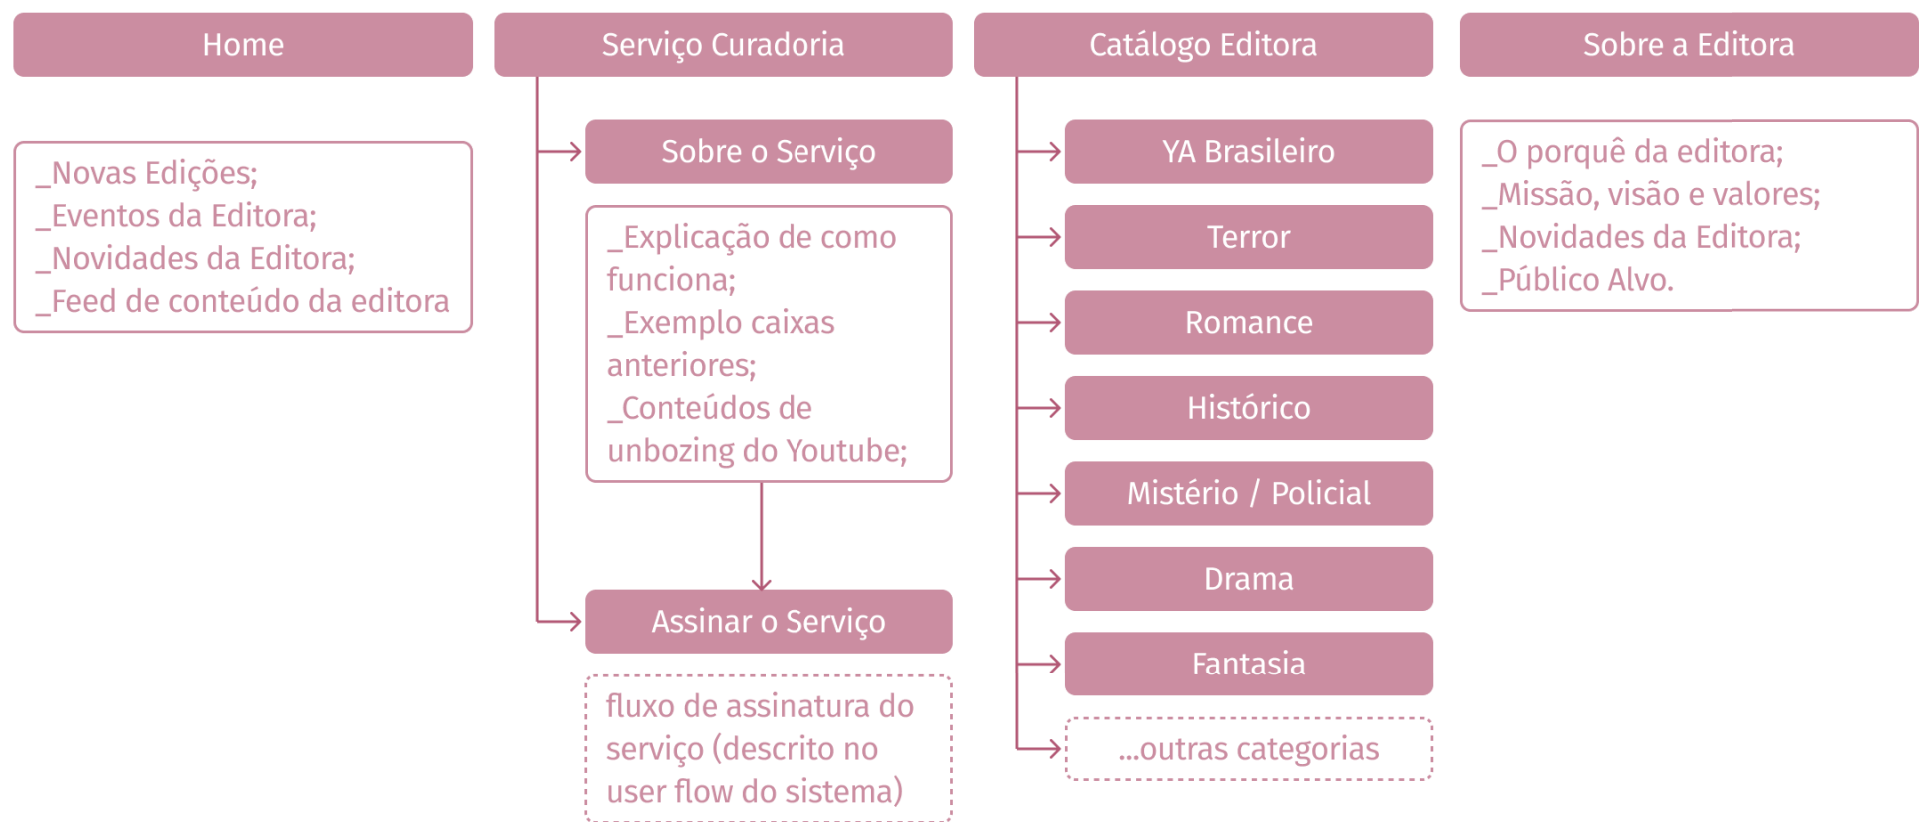 Home
_Novas Edições;
_Eventos da Editora;
_Novidades da Editora;
_Feed de conteúdo da editora
Serviço Curadoria
Sobre o Serviço
_Explicação de como
funciona;
_Exemplo caixas
anteriores;
_Conteúdos de
unbozing do Youtube;
Assinar o Serviço
fluxo de assinatura do
serviço (descrito no
user flow do sistema)
Catálogo Editora
YA Brasileiro
Terror
Romance
Histórico
Mistério / Policial
Drama
Fantasia
...outras categorias
Sobre a Editora
_O porquê da editora;
_Missão, visão e valores;
_Novidades da Editora;
_Público Alvo.